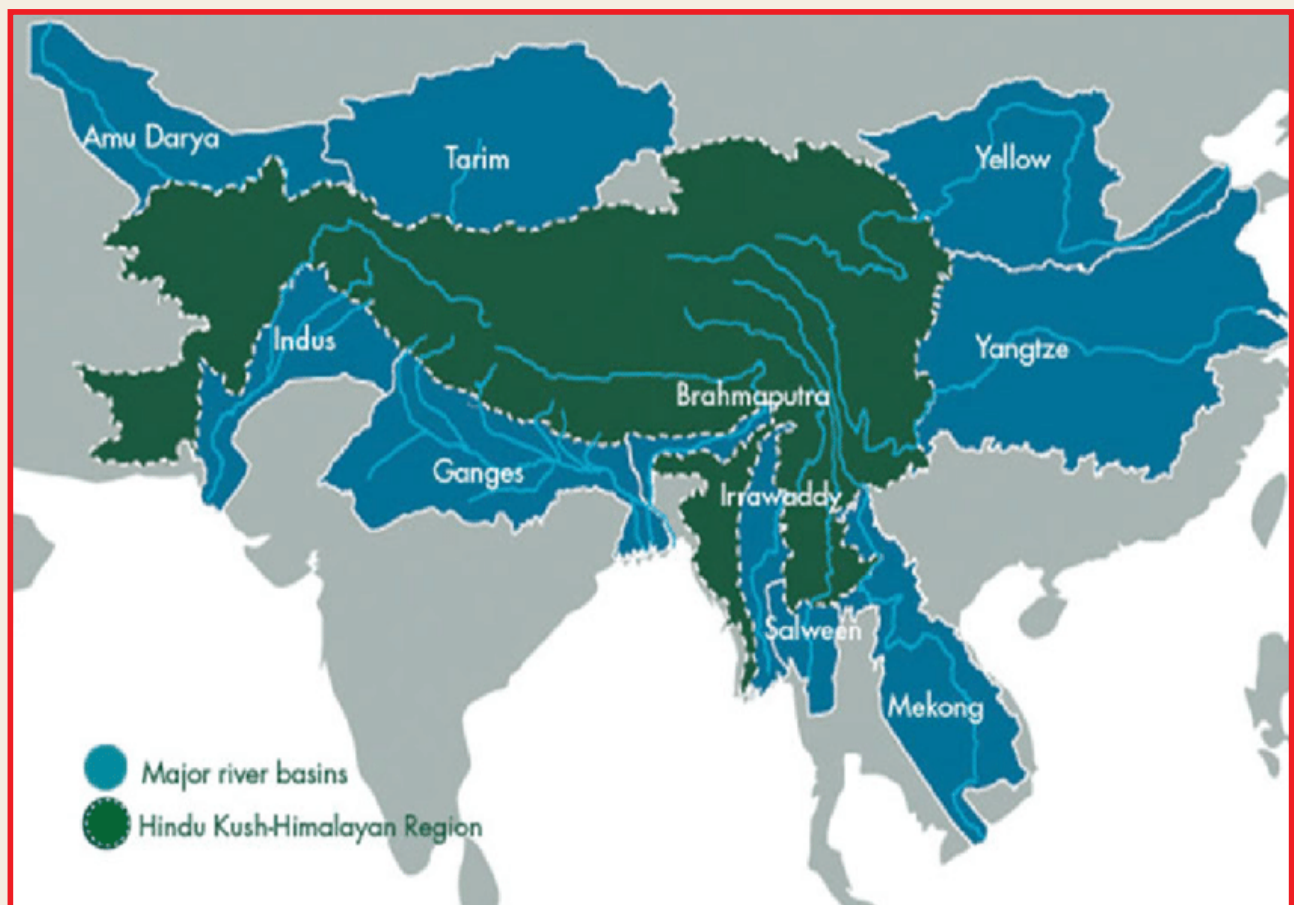 Amu Darya
Tarim
Yellow
Indus
Yangtze
Brahmaputra
Ganges
Irrawaddy
Salween
Mekong
Major river basins
Hindu Kush-Himalayan Region